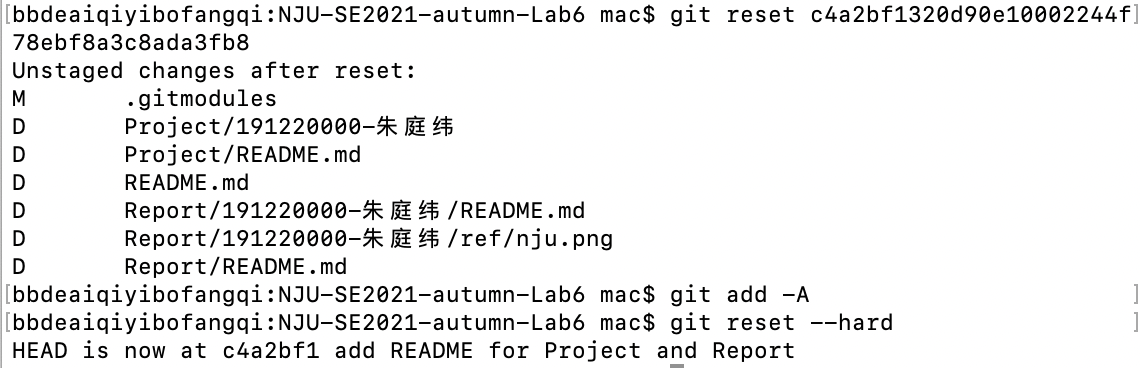 [bbdeaiqiyibofangqi:NJU-SE2021-autumn-Lab6 mac$ git reset c4a2bf1320d90e10002244f]
78ebf8a3c8ada3fb8
Unstaged changes after reset:
M       .gitmodules
D       Project/191220000-朱庭纬
D       Project/README.md
D       README.md
D       Report/191220000-朱庭纬/README.md
D       Report/191220000-朱庭纬/ref/nju.png
D       Report/README.md
[bbdeaiqiyibofangqi:NJU-SE2021-autumn-Lab6 mac$ git add -A ]
[bbdeaiqiyibofangqi:NJU-SE2021-autumn-Lab6 mac$ git reset --hard ]
HEAD is now at c4a2bf1 add README for Project and Report